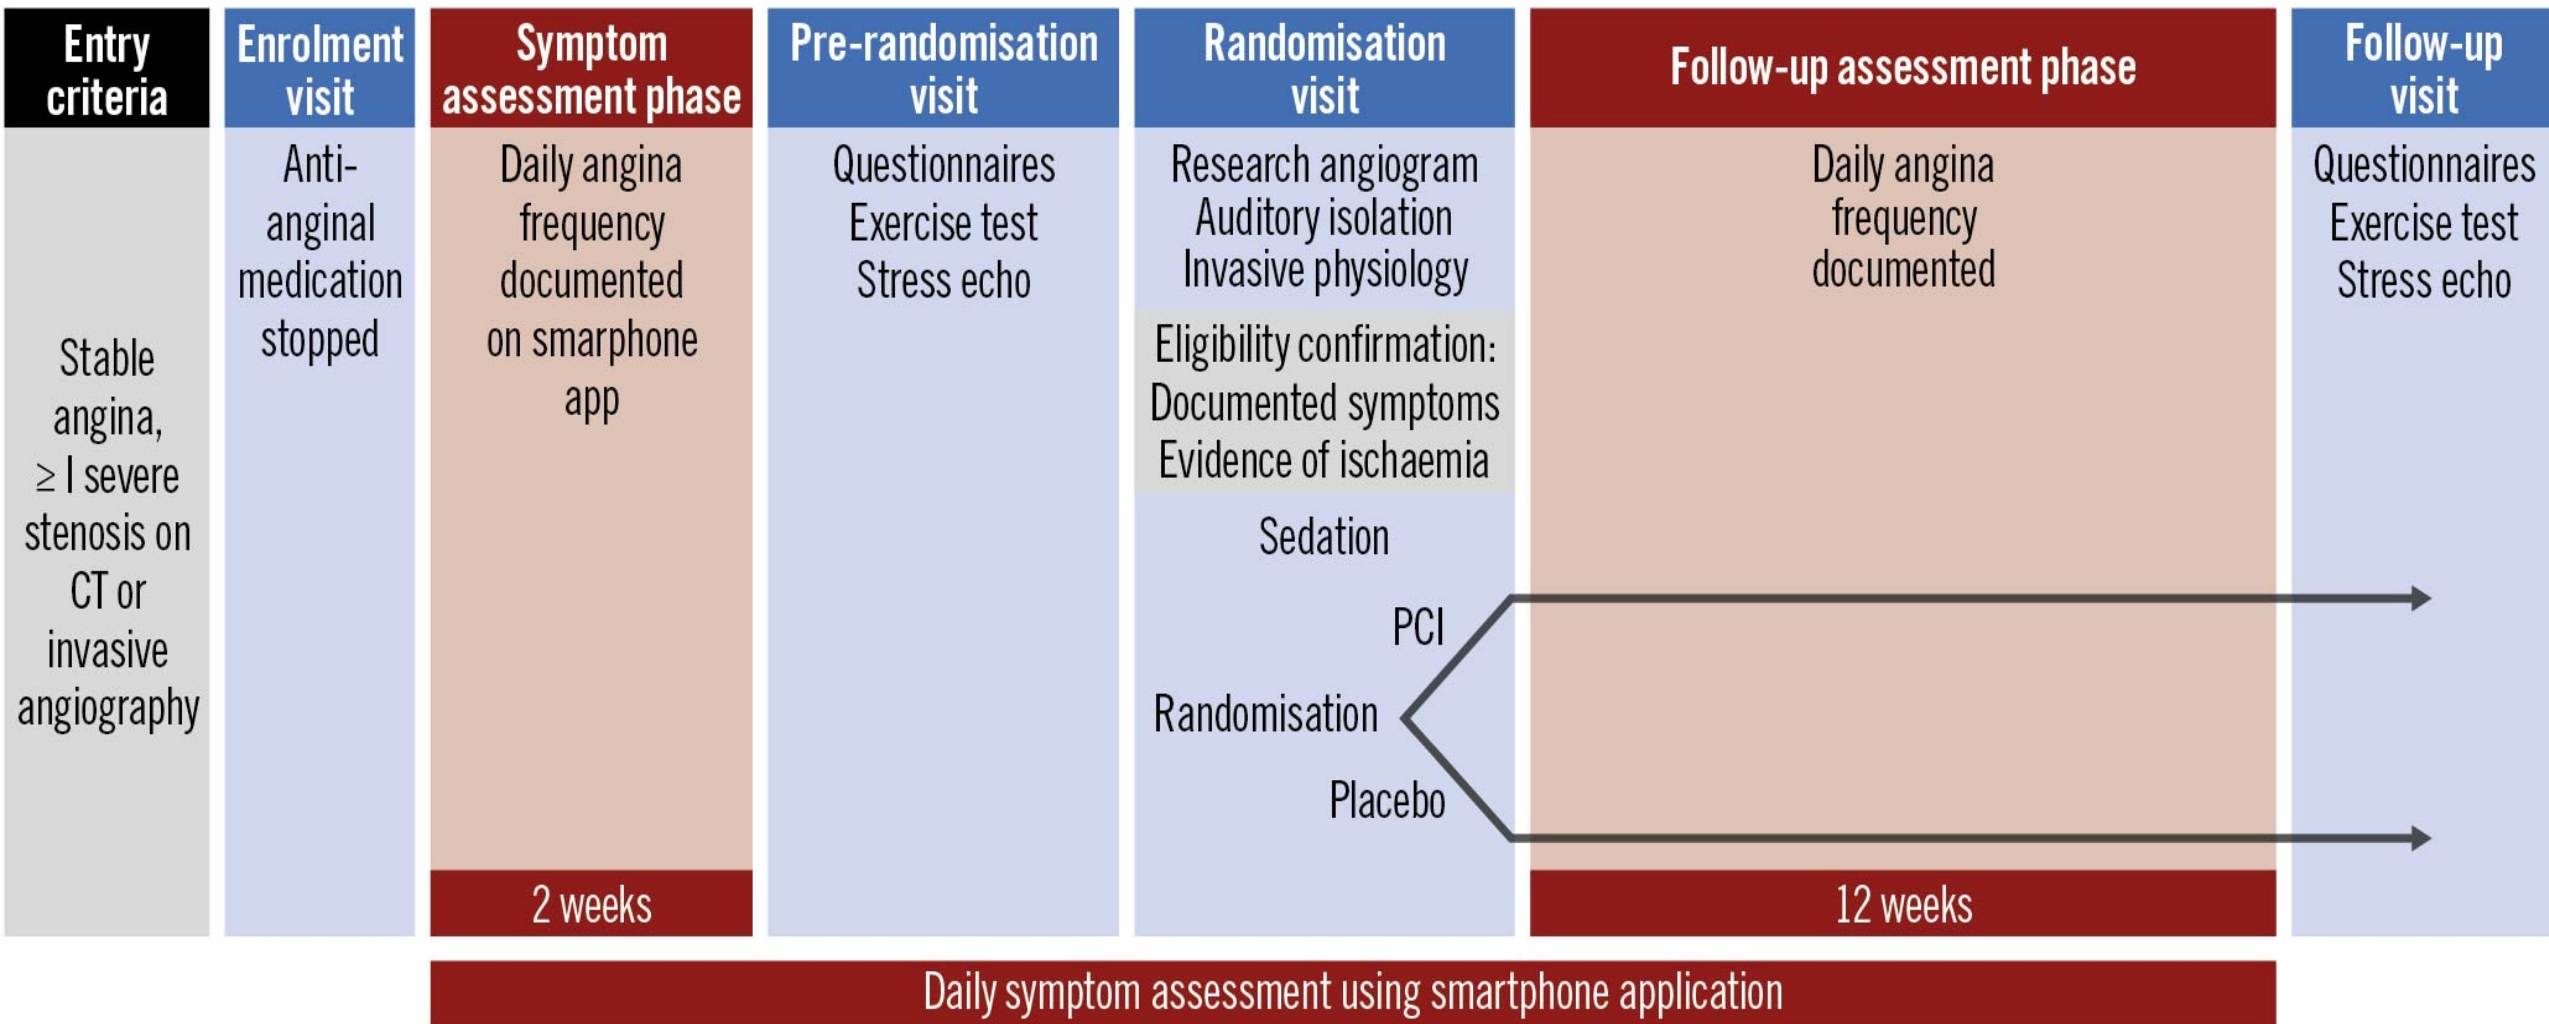 Entry
criteria
Stable
angina,
≥ I severe
stenosis on
CT or
invasive
angiography
Enrolment
visit
Anti-
anginal
medication
stopped
Symptom
assessment phase
Daily angina
frequency
documented
on smarphone
app
2 weeks
Pre-randomisation
visit
Questionnaires
Exercise test
Stress echo
Randomisation
visit
Research angiogram
Auditory isolation
Invasive physiology
Eligibility confirmation:
Documented symptoms
Evidence of ischaemia
Sedation
PCI
Randomisation
Placebo
Follow-up assessment phase
Daily angina
frequency
documented
12 weeks
Follow-up
visit
Questionnaires
Exercise test
Stress echo
Daily symptom assessment using smartphone application